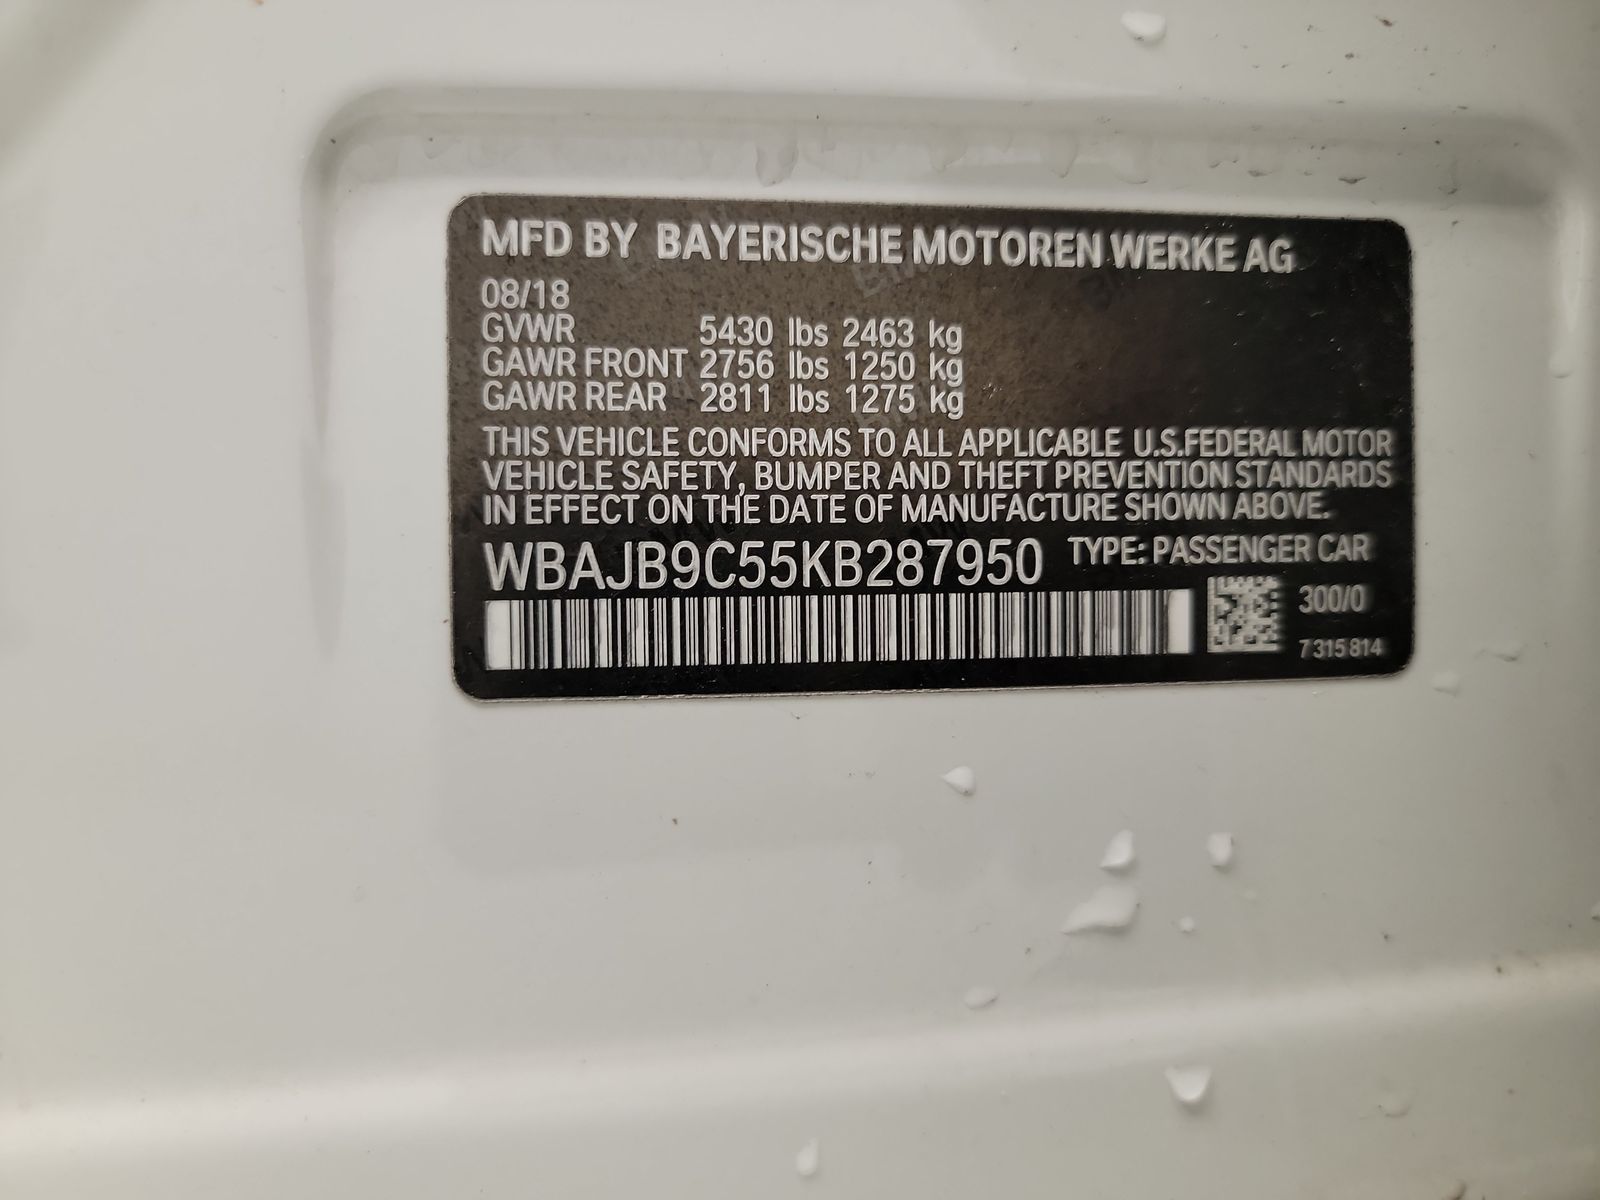 MFD BY BAYERISCHE MOTOREN WERKE AG
08/18
GVWR 5430 lbs 2463 kg
GAWR FRONT 2756 lbs 1250 kg
GAWR REAR 2811 lbs 1275 kg
THIS VEHICLE CONFORMS TO ALL APPLICABLE U.S.FEDERAL MOTOR
VEHICLE SAFETY, BUMPER AND THEFT PREVENTION STANDARDS
IN EFFECT ON THE DATE OF MANUFACTURE SHOWN ABOVE.
WBAJB9C55KB287950 TYPE: PASSENGER CAR
300/0
7 315 814